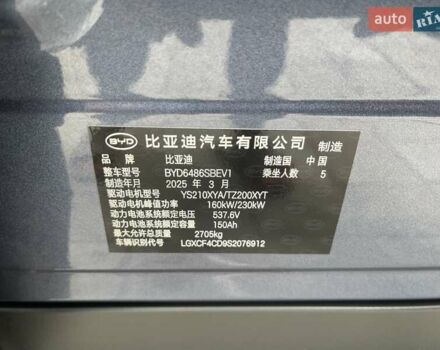 auto RIA
BYD 比亚迪汽车有限公司 制造
品牌 比亚迪 制造国 中国
整车型号 BYD6486SBEV1 乘坐人数 5
制造年月 2025 年 3 月
驱动电机型号 YS210XYA/TZ200XYT
驱动电机峰值功率 160kW/230kW
动力电池系统额定电压 537.6V
动力电池系统额定容量 150Ah
最大允许总质量 2705kg
车辆识别代号 LGXCF4CD9S2076912